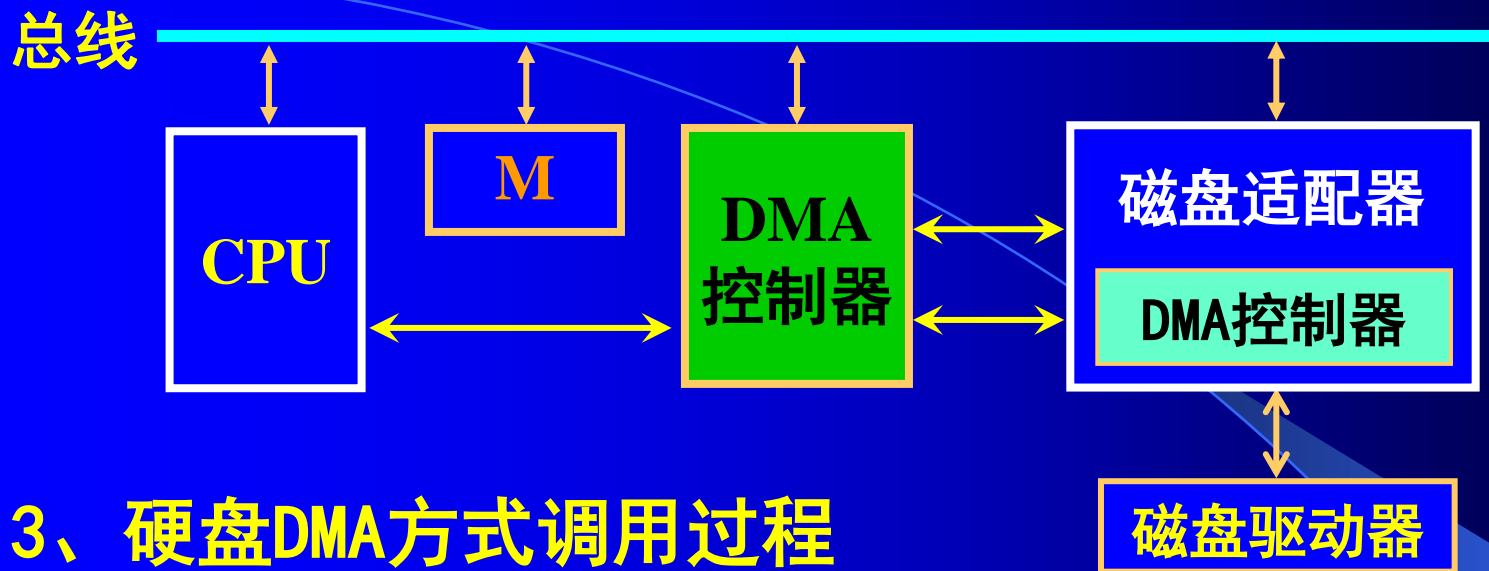 总线
CPU
M
DMA
控制器
磁盘适配器
DMA控制器
磁盘驱动器
3、硬盘DMA方式调用过程